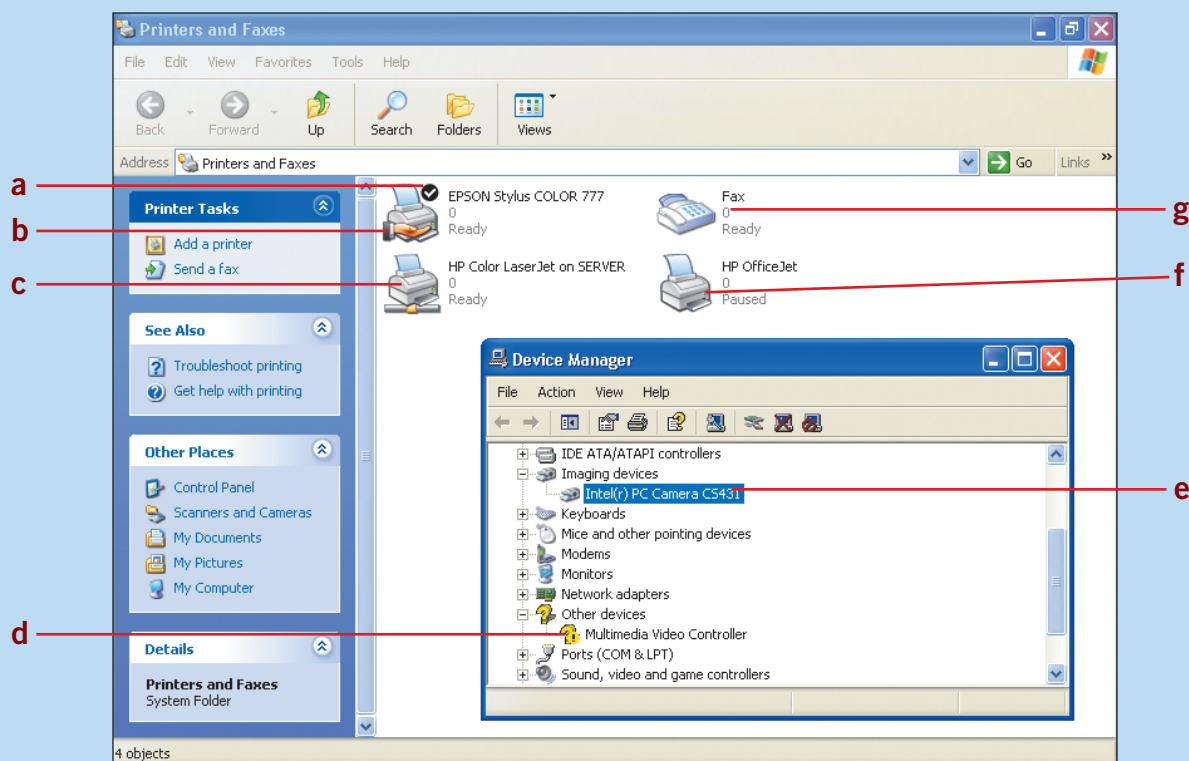 Printers and Faxes
File Edit View Favorites Tools Help
Back Forward Up Search Folders Views
Address Printers and Faxes Go Links »
a
b
c
d
Printer Tasks
Add a printer
Send a fax
See Also
Troubleshoot printing
Get help with printing
Other Places
Control Panel
Scanners and Cameras
My Documents
My Pictures
My Computer
Details
Printers and Faxes
System Folder
EPSON Stylus COLOR 777
0
Ready
Fax
0
Ready
HP Color LaserJet on SERVER
0
Ready
HP OfficeJet
0
Paused
g
f
e
Device Manager
File Action View Help
IDE ATA/ATAPI controllers
Imaging devices
Intel(r) PC Camera CS431
Keyboards
Mice and other pointing devices
Modems
Monitors
Network adapters
Other devices
Multimedia Video Controller
Ports (COM & LPT)
Sound, video and game controllers
4 objects